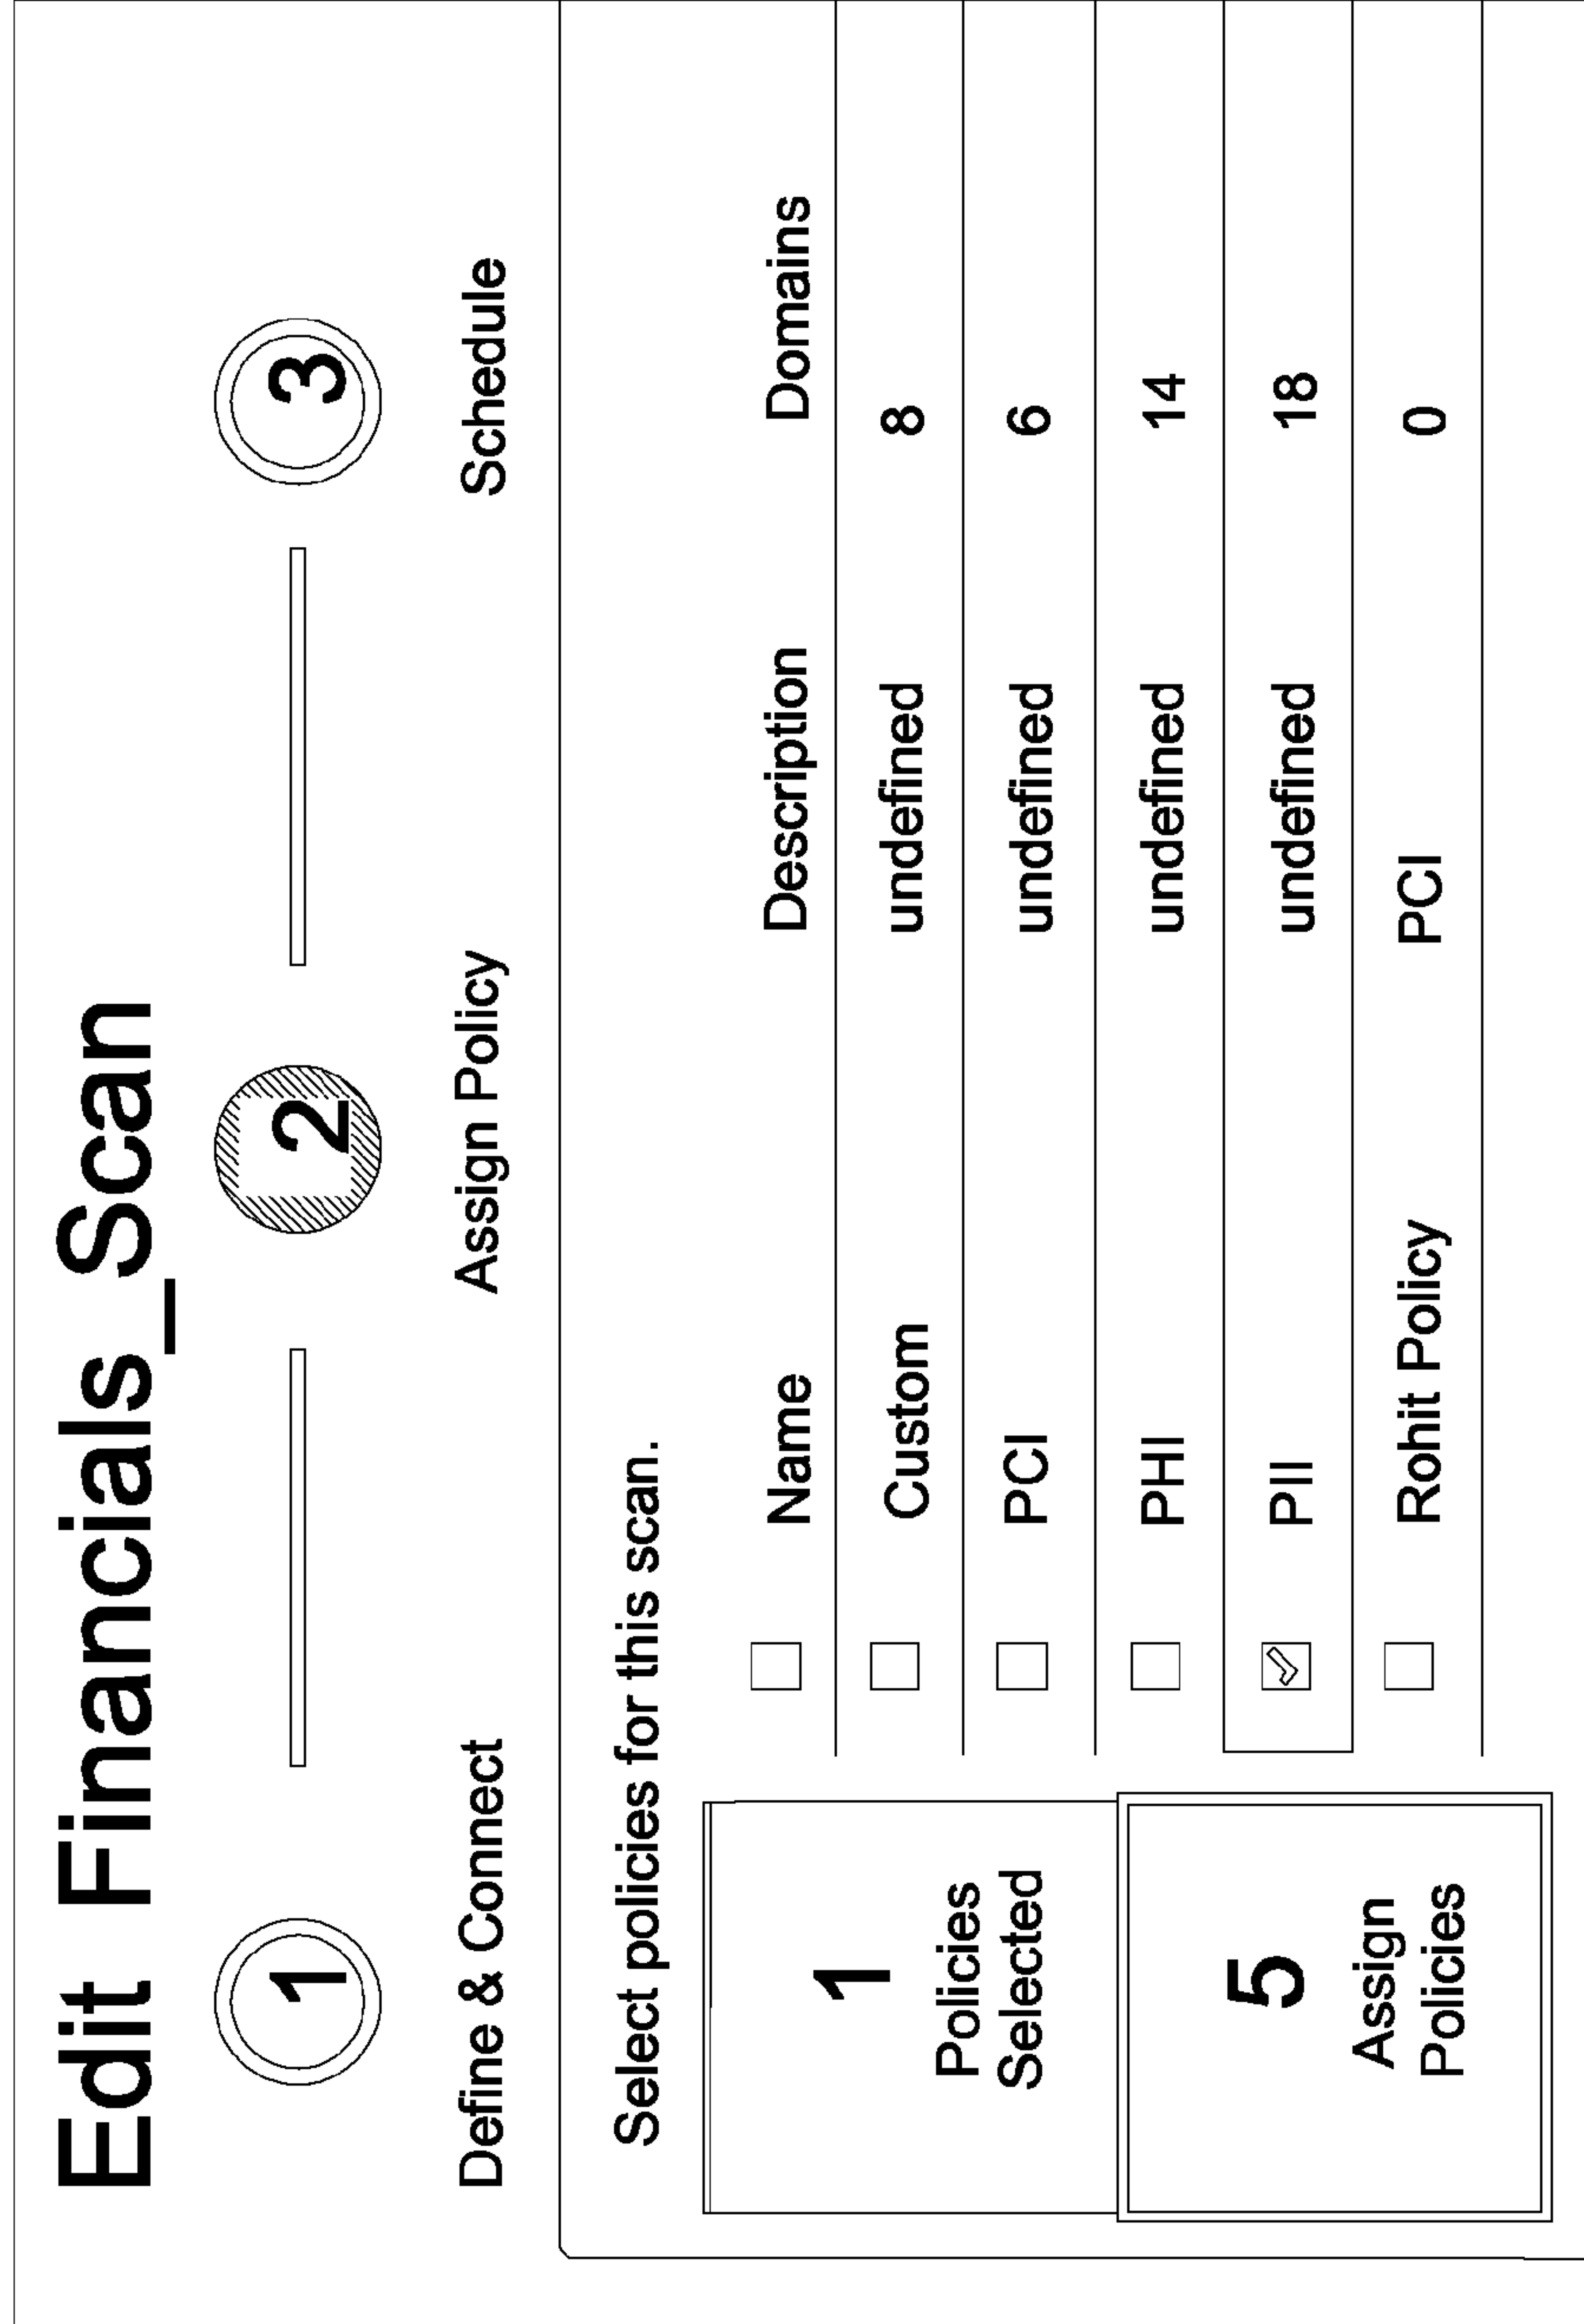 Edit Financials_Scan
1 2 3
Define & Connect Assign Policy Schedule
Select policies for this scan.
1
Policies
Selected
5
Assign
Policies
Name Description Domains
Custom undefined 8
PCI undefined 6
PHI undefined 14
PII undefined 18
Rohit Policy PCI 0